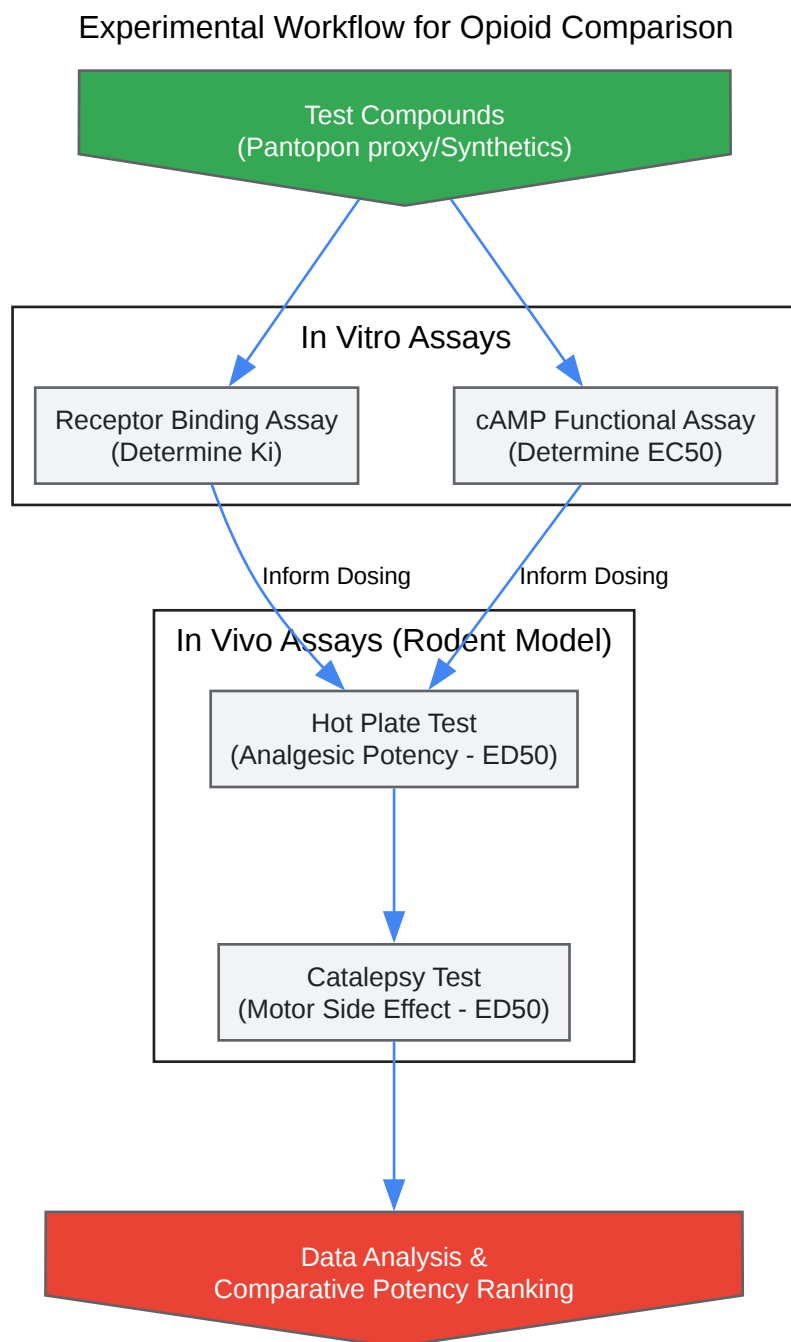 Experimental Workflow for Opioid Comparison
Test Compounds
(Pantopon proxy/Synthetics)
In Vitro Assays
Receptor Binding Assay
(Determine Ki)
cAMP Functional Assay
(Determine EC50)
Inform Dosing
Inform Dosing
In Vivo Assays (Rodent Model)
Hot Plate Test
(Analgesic Potency - ED50)
Catalepsy Test
(Motor Side Effect - ED50)
Data Analysis &
Comparative Potency Ranking